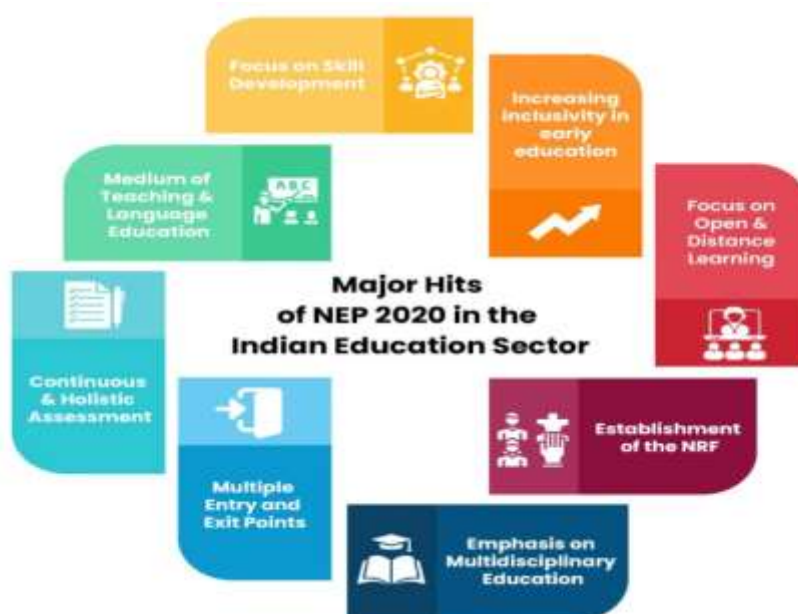 Focus on Skill
Development
Increasing
inclusivity in
early
education
Medium of
Teaching &
Language
Education
ABC
Focus on
Open &
Distance
Learning
Major Hits
of NEP 2020 in the
Indian Education Sector
Continuous
& Holistic
Assessment
Establishment
of the NRF
Multiple
Entry and
Exit Points
Emphasis on
Multidisciplinary
Education